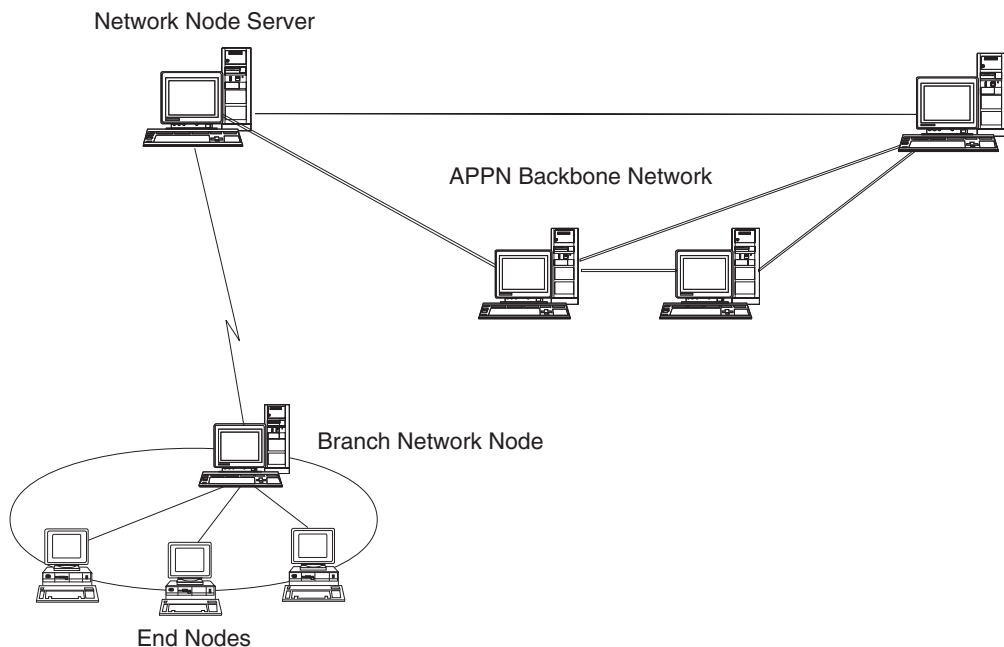 Network Node Server
APPN Backbone Network
Branch Network Node
End Nodes